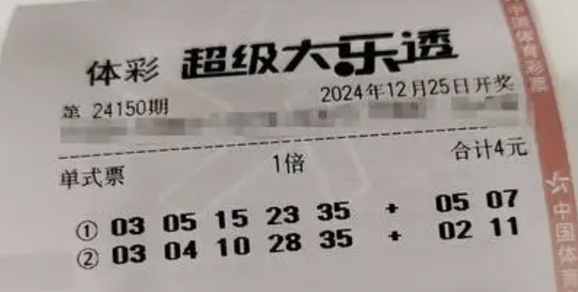 体彩 超级大乐透
第 24150期 2024年12月25日开奖
单式票 1倍 合计4元
① 03 05 15 23 35 + 05 07
② 03 04 10 28 35 + 02 11
中国体育彩票
中国体育